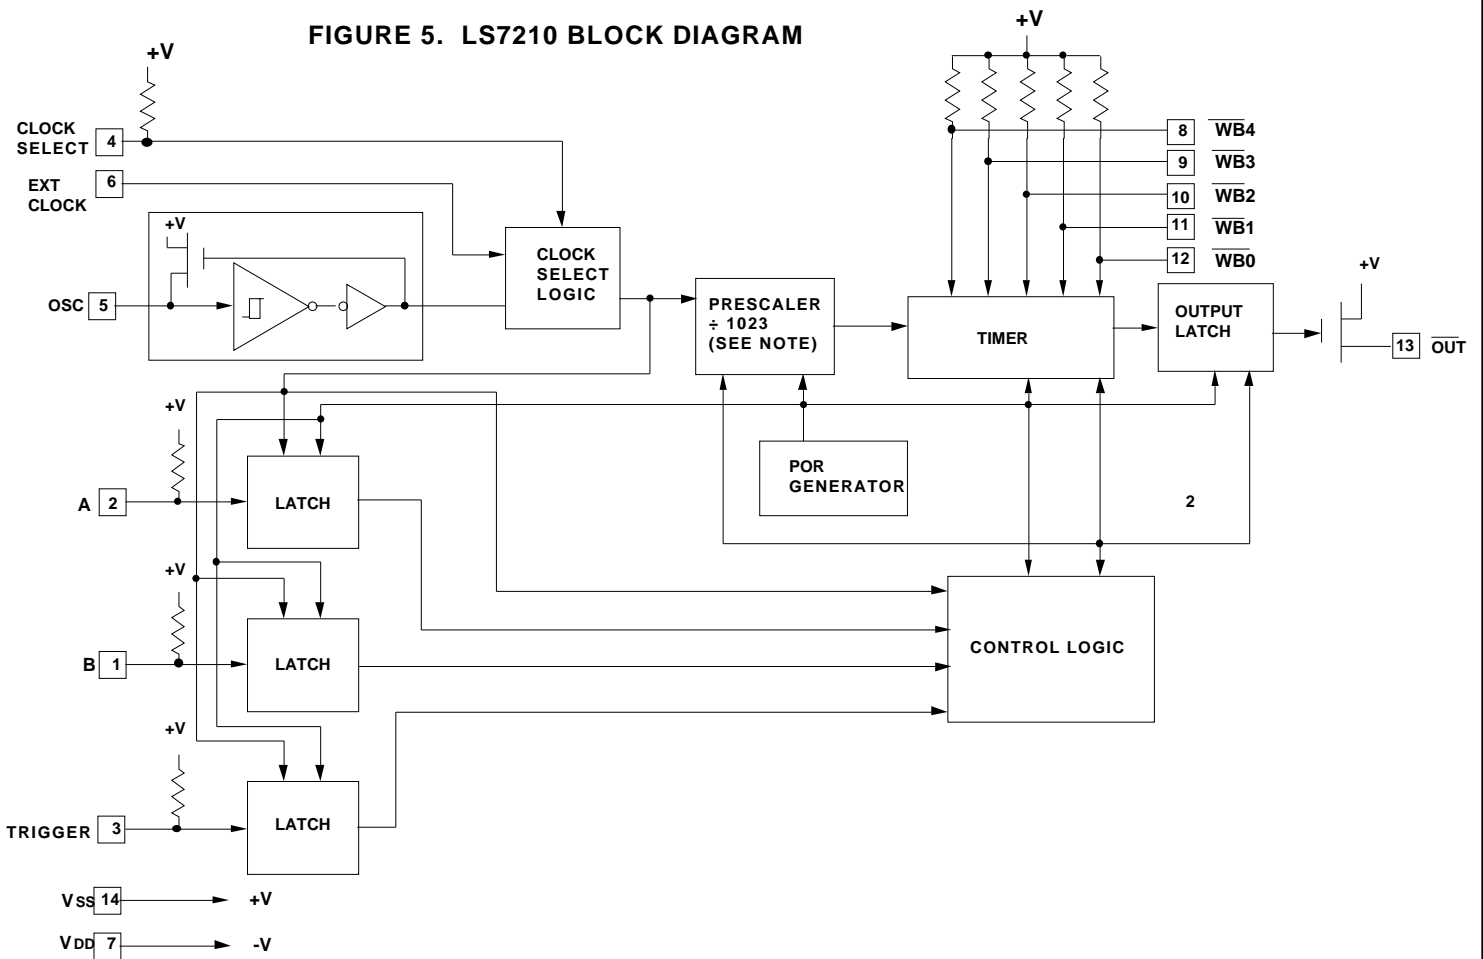 FIGURE 5. LS7210 BLOCK DIAGRAM
+V
+V
CLOCK
SELECT
4
EXT
CLOCK
6
+V
OSC
5
CLOCK
SELECT
LOGIC
PRESCALER
÷ 1023
(SEE NOTE)
TIMER
8 WB4
9 WB3
10 WB2
11 WB1
12 WB0
OUTPUT
LATCH
+V
13 OUT
+V
A 2
LATCH
POR
GENERATOR
2
+V
B 1
LATCH
CONTROL LOGIC
+V
TRIGGER 3
LATCH
VSS 14 +V
VDD 7 -V